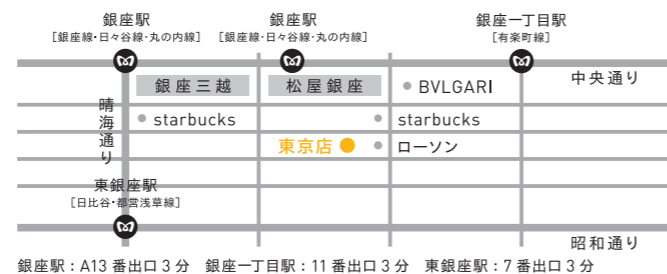 銀座駅
[銀座線・日々谷線・丸の内線]
銀座駅
[銀座線・日々谷線・丸の内線]
銀座一丁目駅
[有楽町線]
中央通り
銀座三越
松屋銀座
BVLGARI
晴海通り
starbucks
starbucks
東京店
ローソン
東銀座駅
[日比谷・都営浅草線]
昭和通り
銀座駅:A13番出口3分 銀座一丁目駅:11番出口3分 東銀座駅:7番出口3分